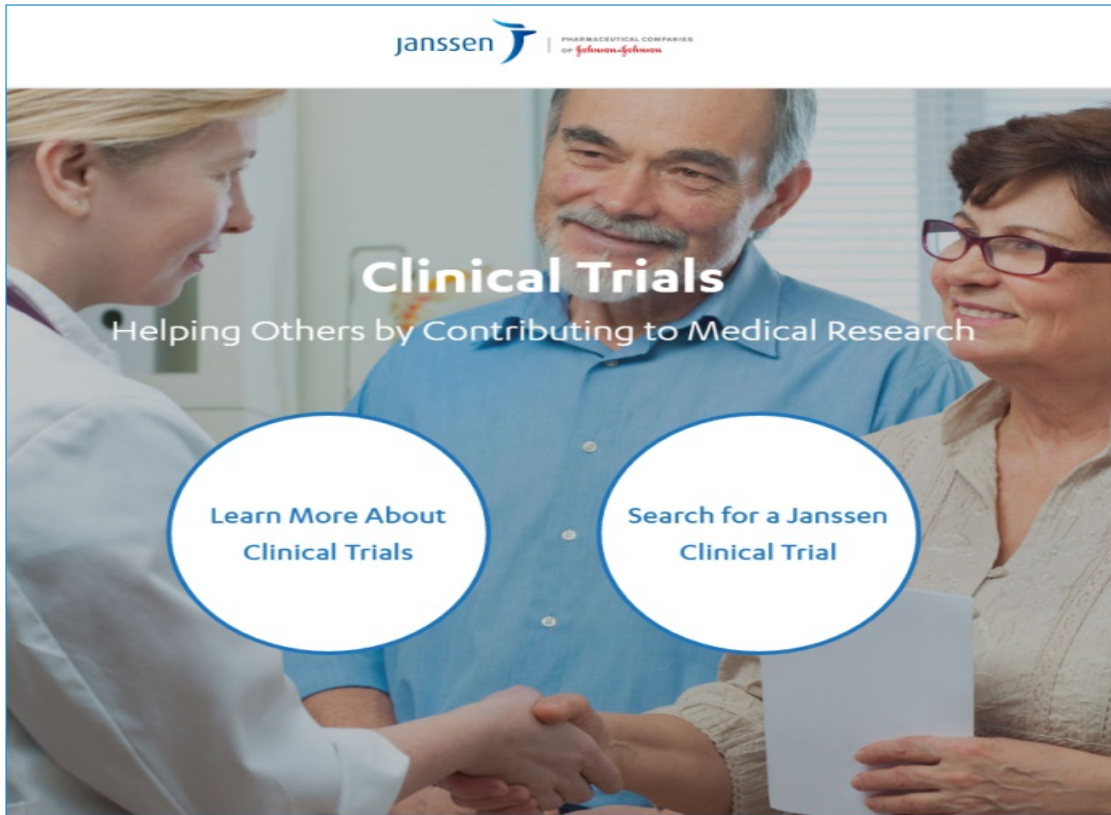 Janssen
PHARMACEUTICAL COMPANIES
OF Johnson & Johnson
Clinical Trials
Helping Others by Contributing to Medical Research
Learn More About
Clinical Trials
Search for a Janssen
Clinical Trial